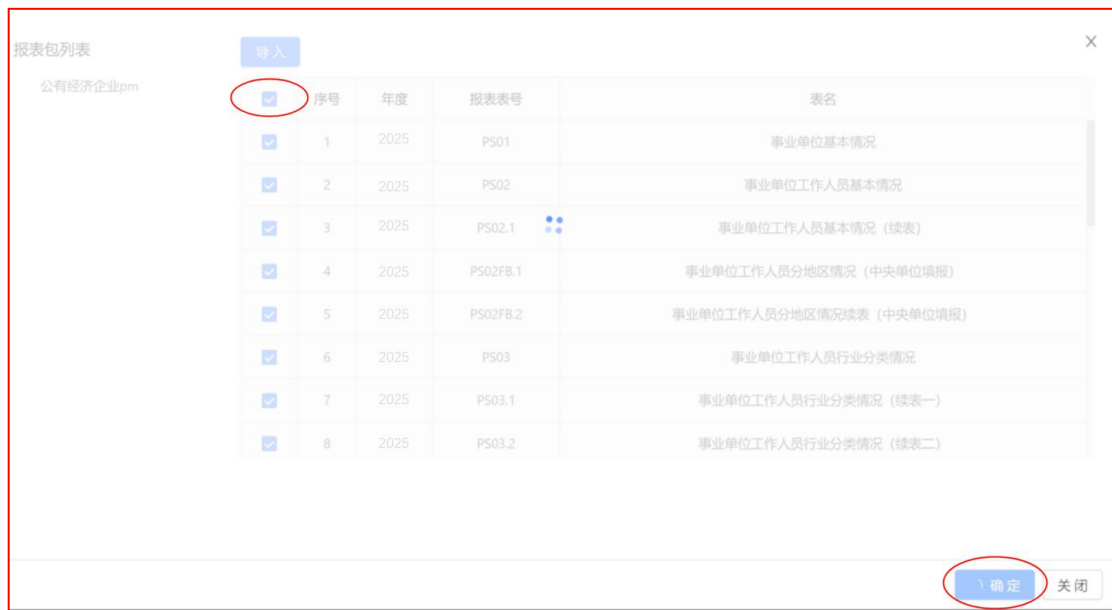 报表包列表
导入
公有经济企业pm
序号 年度 报表表号 表名
1 2025 PS01 事业单位基本情况
2 2025 PS02 事业单位工作人员基本情况
3 2025 PS02.1 事业单位工作人员基本情况（续表）
4 2025 PS02FB.1 事业单位工作人员分地区情况（中央单位填报）
5 2025 PS02FB.2 事业单位工作人员分地区情况续表（中央单位填报）
6 2025 PS03 事业单位工作人员行业分类情况
7 2025 PS03.1 事业单位工作人员行业分类情况（续表一）
8 2025 PS03.2 事业单位工作人员行业分类情况（续表二）
确定 关闭